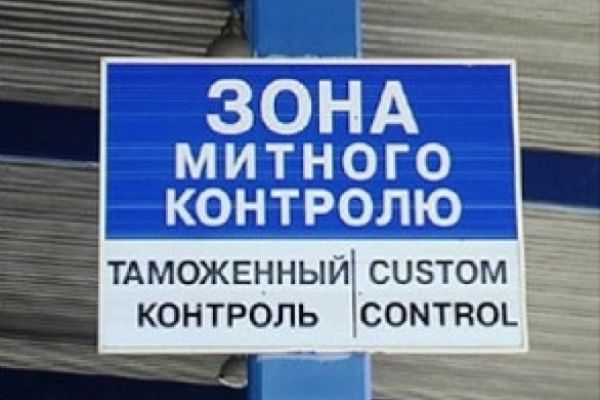 ЗОНА
МИТНОГО
КОНТРОЛЮ
ТАМОЖЕННЫЙ
КОНТРОЛЬ
CUSTOM
CONTROL